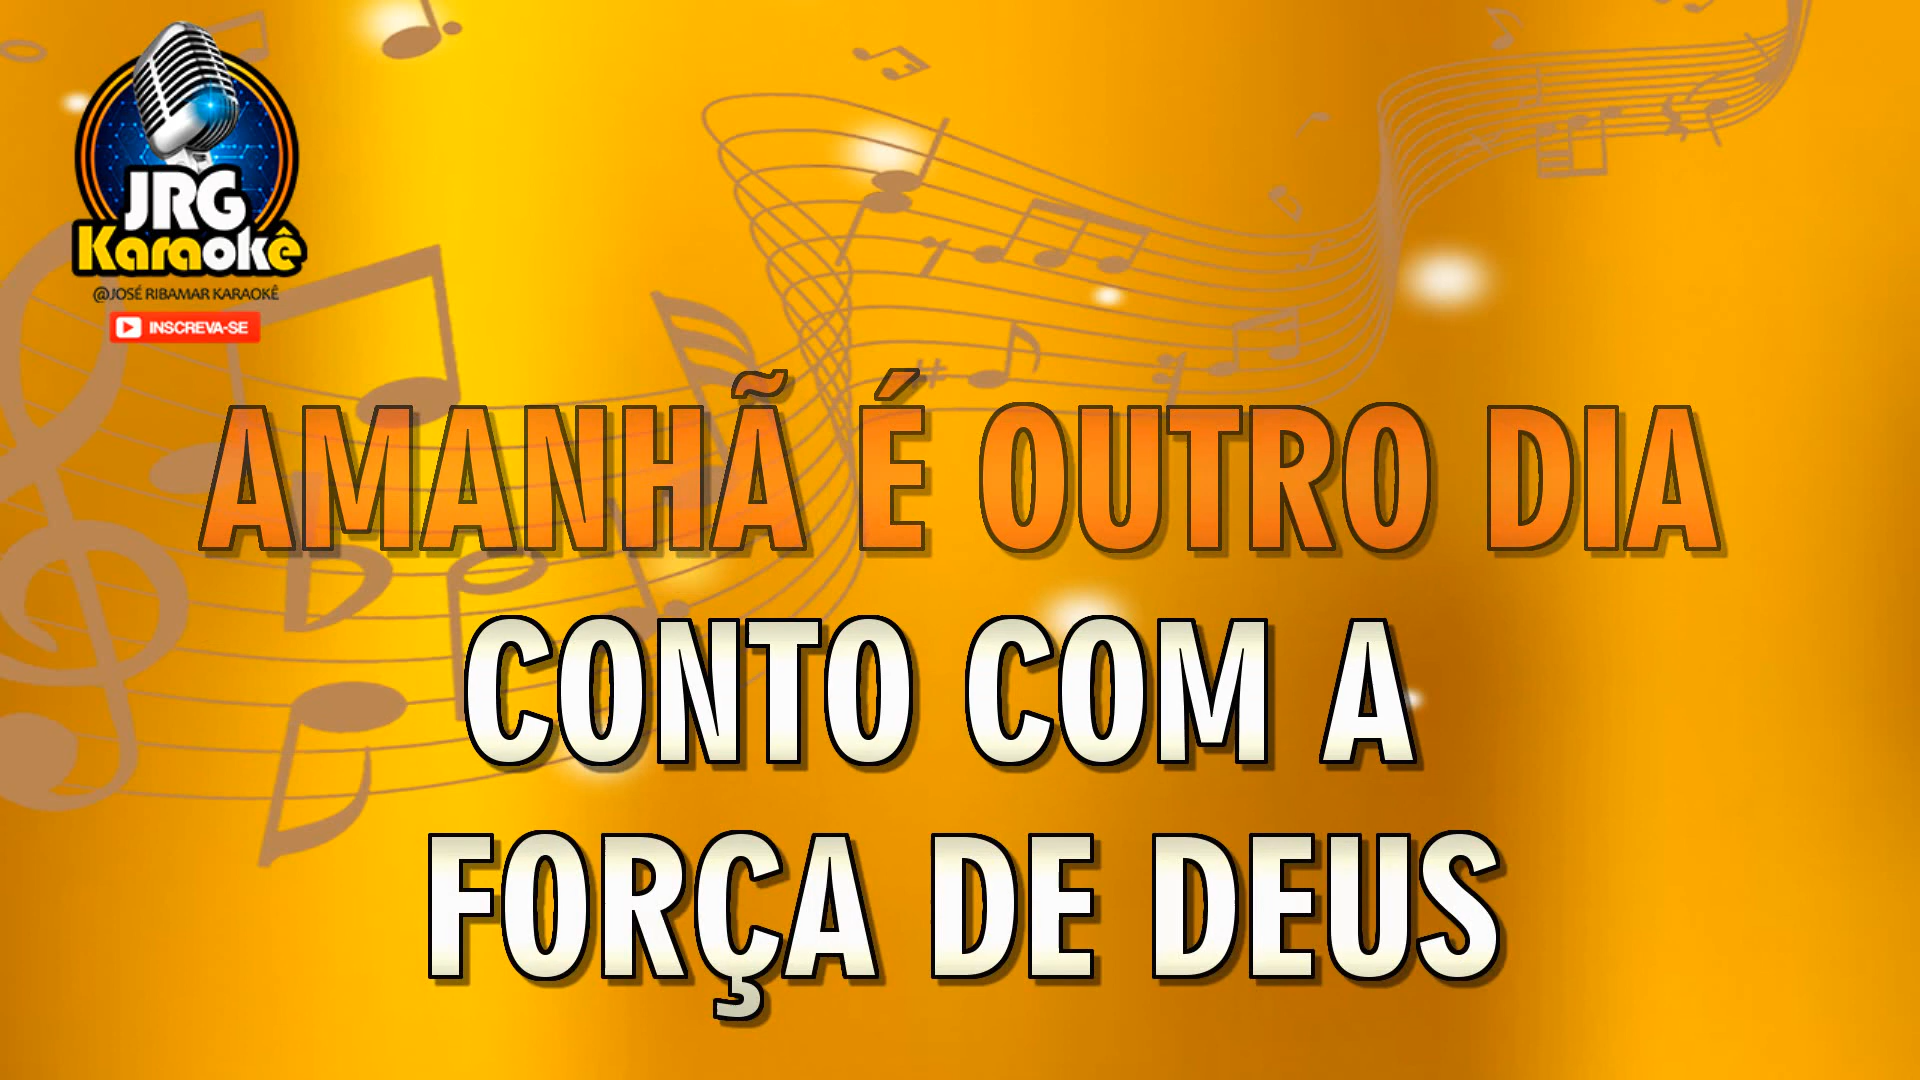 JRG
Karaokê
@JOSÉ RIBAMAR KARAOKÊ
INSCREVA-SE
AMANHÃ É OUTRO DIA
CONTO COM A
FORÇA DE DEUS